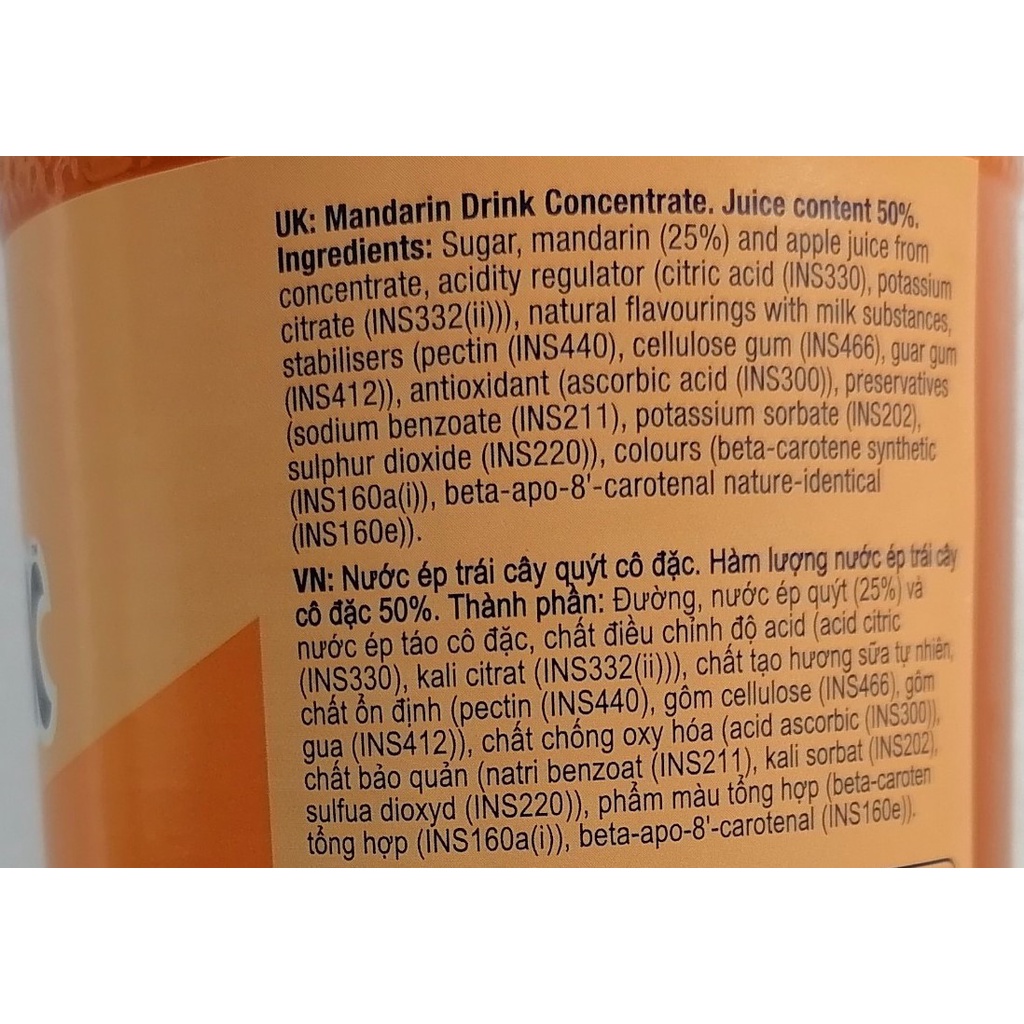 UK: Mandarin Drink Concentrate. Juice content 50%.
Ingredients: Sugar, mandarin (25%) and apple juice from
concentrate, acidity regulator (citric acid (INS330), potassium
citrate (INS332(ii))), natural flavourings with milk substances,
stabilisers (pectin (INS440), cellulose gum (INS466), guar gum
(INS412)), antioxidant (ascorbic acid (INS300)), preservatives
(sodium benzoate (INS211), potassium sorbate (INS202),
sulphur dioxide (INS220)), colours (beta-carotene synthetic
(INS160a(i)), beta-apo-8'-carotenal nature-identical
(INS160e)).
VN: Nước ép trái cây quýt cô đặc. Hàm lượng nước ép trái cây
cô đặc 50%. Thành phần: Đường, nước ép quýt (25%) và
nước ép táo cô đặc, chất điều chỉnh độ acid (acid citric
(INS330), kali citrat (INS332(ii))), chất tạo hương sữa tự nhiên,
chất ổn định (pectin (INS440), gôm cellulose (INS466), gôm
gua (INS412)), chất chống oxy hóa (acid ascorbic (INS300)),
chất bảo quản (natri benzoat (INS211), kali sorbat (INS202),
sulfua dioxyd (INS220)), phẩm màu tổng hợp (beta-caroten
tổng hợp (INS160a(i)), beta-apo-8'-carotenal (INS160e)).